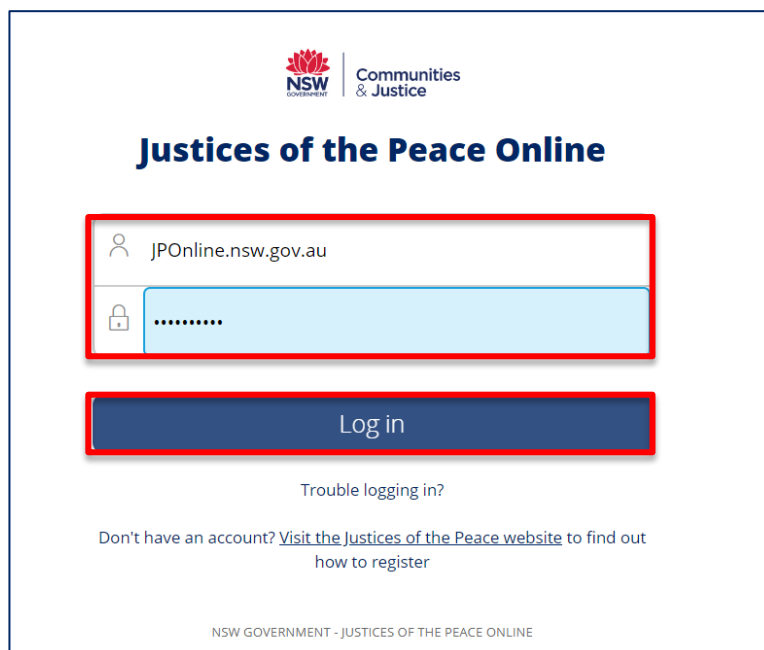 NSW
GOVERNMENT
Communities
& Justice
Justices of the Peace Online
JPOnline.nsw.gov.au
••••••••••
Log in
Trouble logging in?
Don't have an account? Visit the Justices of the Peace website to find out
how to register
NSW GOVERNMENT - JUSTICES OF THE PEACE ONLINE